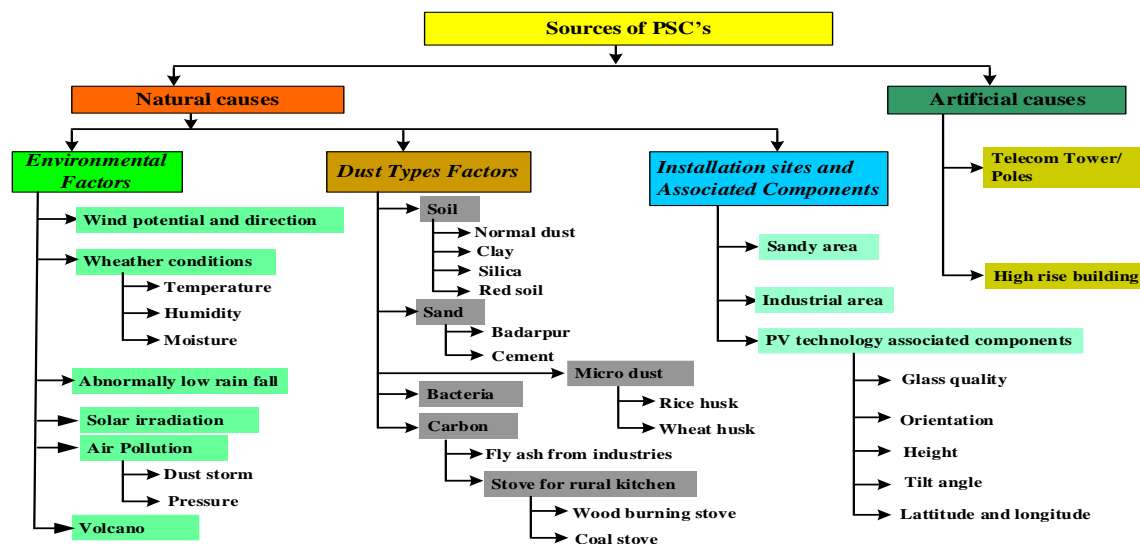 Sources of PSC's
Natural causes
Artificial causes
Environmental
Factors
Wind potential and direction
Wheather conditions
Temperature
Humidity
Moisture
Abnormally low rain fall
Solar irradiation
Air Pollution
Dust storm
Pressure
Volcano
Dust Types Factors
Soil
Normal dust
Clay
Silica
Red soil
Sand
Badarpur
Cement
Micro dust
Rice husk
Wheat husk
Bacteria
Carbon
Fly ash from industries
Stove for rural kitchen
Wood burning stove
Coal stove
Installation sites and
Associated Components
Sandy area
Industrial area
PV technology associated components
Glass quality
Orientation
Height
Tilt angle
Lattitude and longitude
Telecom Tower/
Poles
High rise building